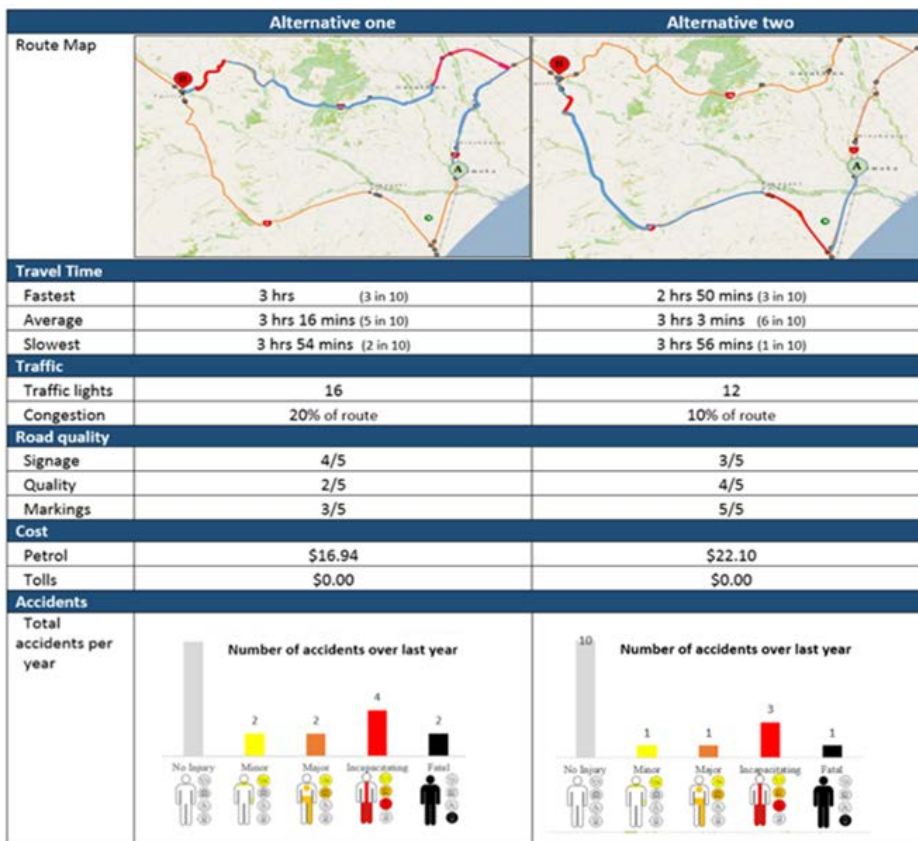 Alternative one Alternative two
Route Map
B B
A A
Travel Time
Fastest 3 hrs (3 in 10) 2 hrs 50 mins (3 in 10)
Average 3 hrs 16 mins (5 in 10) 3 hrs 3 mins (6 in 10)
Slowest 3 hrs 54 mins (2 in 10) 3 hrs 56 mins (1 in 10)
Traffic
Traffic lights 16 12
Congestion 20% of route 10% of route
Road quality
Signage 4/5 3/5
Quality 2/5 4/5
Markings 3/5 5/5
Cost
Petrol $16.94 $22.10
Tolls $0.00 $0.00
Accidents
Total
accidents per
year
Number of accidents over last year
2 2 4 2
No Injury Minor Major Incapacitating Fatal
Number of accidents over last year
10 1 1 3 1
No Injury Minor Major Incapacitating Fatal